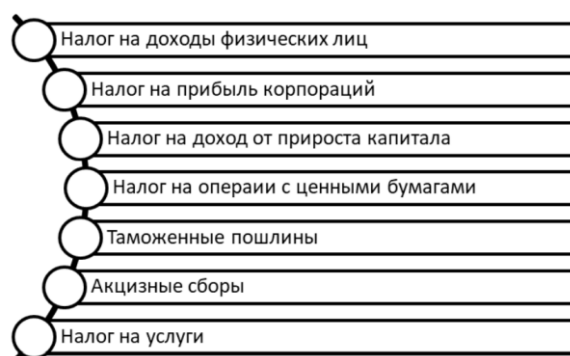 Налог на доходы физических лиц
Налог на прибыль корпораций
Налог на доход от прироста капитала
Налог на операии с ценными бумагами
Таможенные пошлины
Акцизные сборы
Налог на услуги